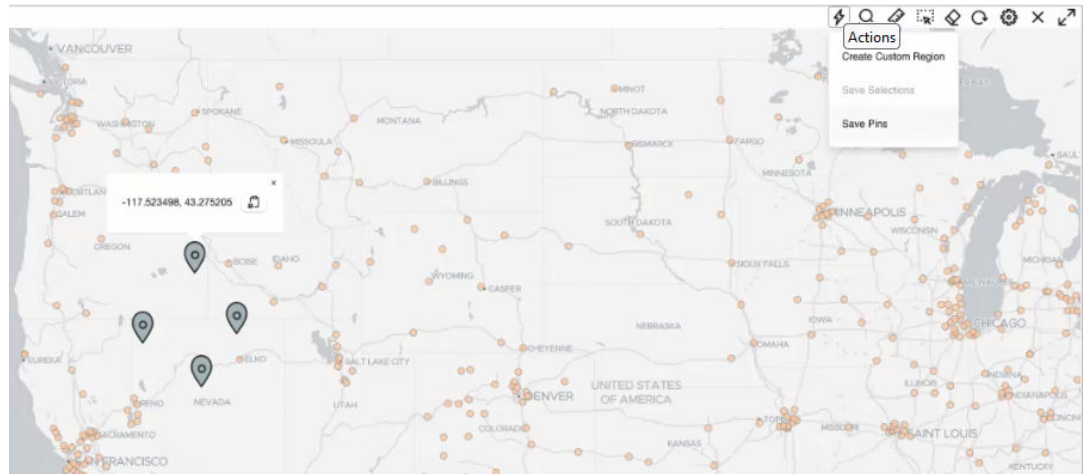 Actions
Create Custom Region
Save Selections
Save Pins
VANCOUVER
SPOKANE
WASHINGTON
MISSOULA
MONTANA
MINOT
NORTH DAKOTA
BISMARCK
FARGO
MINNESOTA
BILLINGS
-117.523498, 43.275205
SALEM
OREGON
BOISE
IDAHO
SOUTH DAKOTA
MINNEAPOLIS
WISCONSIN
WYOMING
CASPER
SIOUX FALLS
NEBRASKA
IOWA
CHICAGO
EUREKA
ELKO
SALT LAKE CITY
CHEYENNE
OMAHA
RENO
NEVADA
UTAH
DENVER
UNITED STATES
OF AMERICA
ILLINOIS
INDIANA
INDIANAPOLIS
SACRAMENTO
COLORADO
KANSAS
SAINT LOUIS
SAN FRANCISCO
KENTUCKY